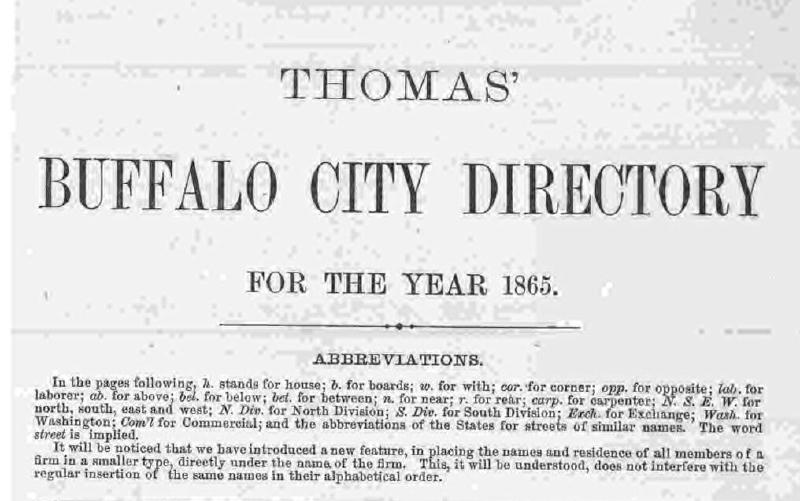 THOMAS'
BUFFALO CITY DIRECTORY
FOR THE YEAR 1865.
ABBREVIATIONS.
In the pages following, h. stands for house; b. for boards; w. for with; cor. for corner; opp. for opposite; lab. for
laborer; ab. for above; bel. for below; bet. for between; n. for near; r. for rear; carp. for carpenter; N. S. E. W. for
north, south, east and west; N. Div. for North Division; S. Div. for South Division; Exch. for Exchange; Wash. for
Washington; Com'l for Commercial; and the abbreviations of the States for streets of similar names. The word
street is implied.
It will be noticed that we have introduced a new feature, in placing the names and residence of all members of a
firm in a smaller type, directly under the name of the firm. This, it will be understood, does not interfere with the
regular insertion of the same names in their alphabetical order.